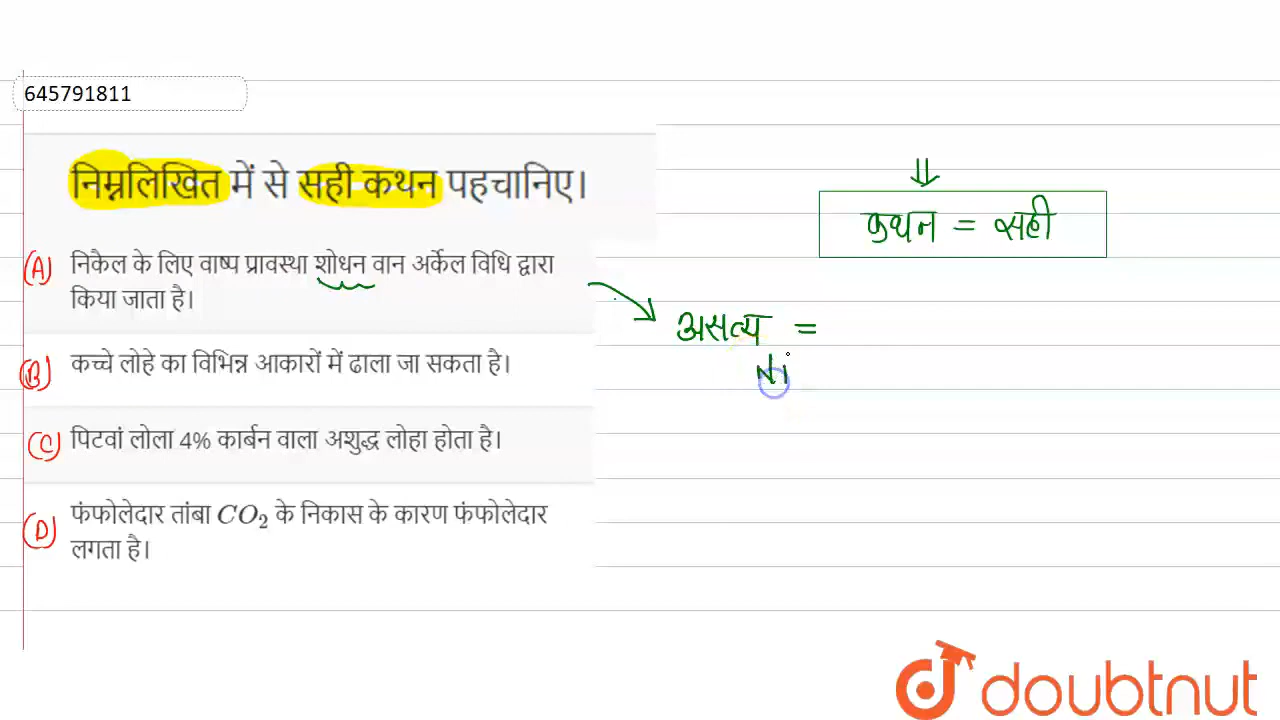 645791811
निम्नलिखित में से सही कथन पहचानिए।
(A) निकैल के लिए वाष्प प्रावस्था शोधन वान अर्केल विधि द्वारा
किया जाता है।
(B) कच्चे लोहे का विभिन्न आकारों में ढाला जा सकता है।
(C) पिटवां लोला 4% कार्बन वाला अशुद्ध लोहा होता है।
(D) फंफोलेदार तांबा CO₂ के निकास के कारण फंफोलेदार
लगता है।
कथन = सही
असत्य =
Ni
doubtnut